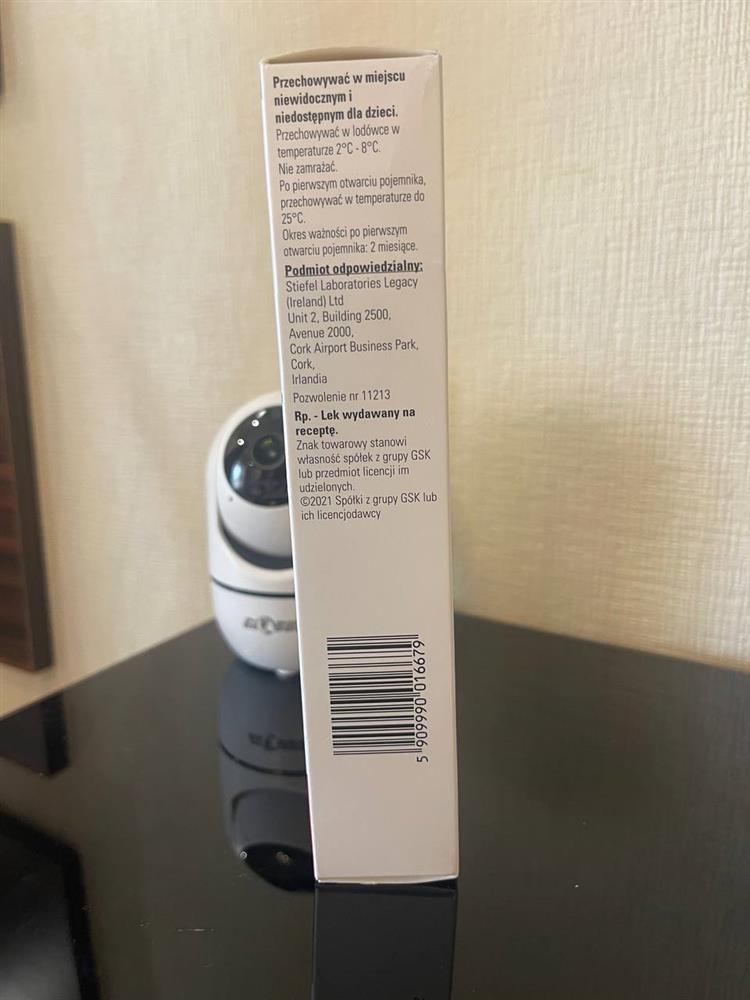 Przechowywać w miejscu
niewidocznym i
niedostępnym dla dzieci.
Przechowywać w lodówce w
temperaturze 2°C - 8°C.
Nie zamrażać.
Po pierwszym otwarciu pojemnika,
przechowywać w temperaturze do
25°C.
Okres ważności po pierwszym
otwarciu pojemnika: 2 miesiące.
Podmiot odpowiedzialny:
Stiefel Laboratories Legacy
(Ireland) Ltd
Unit 2, Building 2500,
Avenue 2000,
Cork Airport Business Park,
Cork,
Irlandia
Pozwolenie nr 11213
Rp. - Lek wydawany na
receptę.
Znak towarowy stanowi
własność spółek z grupy GSK
lub przedmiot licencji im
udzielonych.
©2021 Spółki z grupy GSK lub
ich licencjodawcy
5 909990 016679